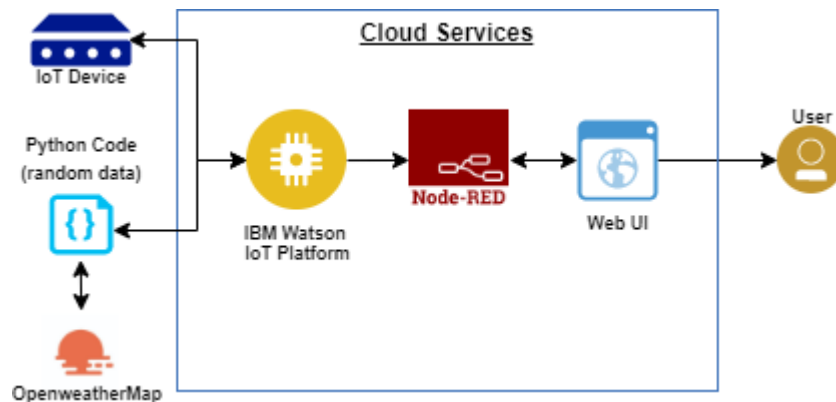 Cloud Services
IoT Device
Python Code
(random data)
{ }
OpenweatherMap
IBM Watson
IoT Platform
Node-RED
Web UI
User